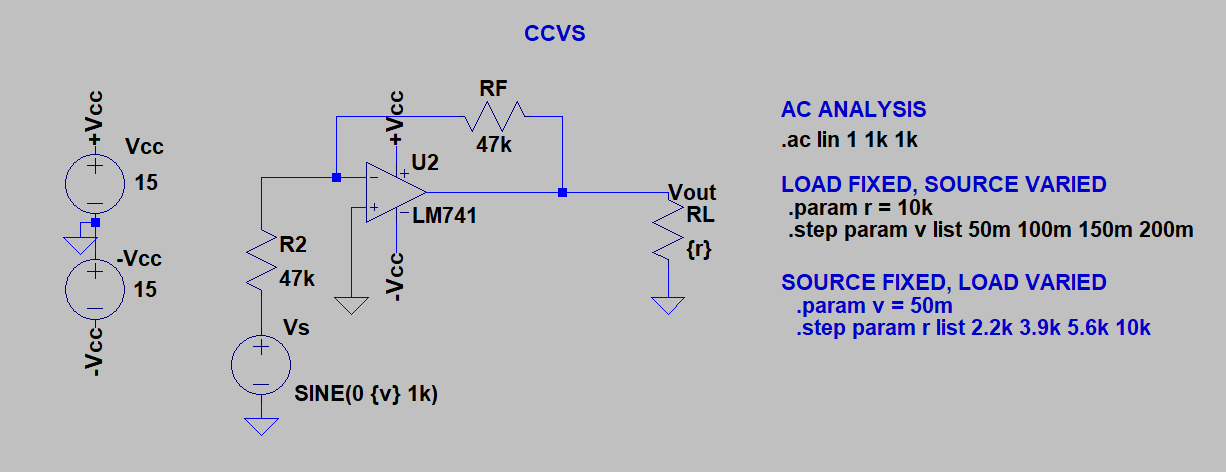 CCVS
+Vcc
Vcc
15
-Vcc
15
-Vcc
RF
47k
+Vcc
U2
LM741
-Vcc
R2
47k
Vs
SINE(0 {v} 1k)
Vout
RL
{r}
AC ANALYSIS
.ac lin 1 1k 1k
LOAD FIXED, SOURCE VARIED
.param r = 10k
.step param v list 50m 100m 150m 200m
SOURCE FIXED, LOAD VARIED
.param v = 50m
.step param r list 2.2k 3.9k 5.6k 10k